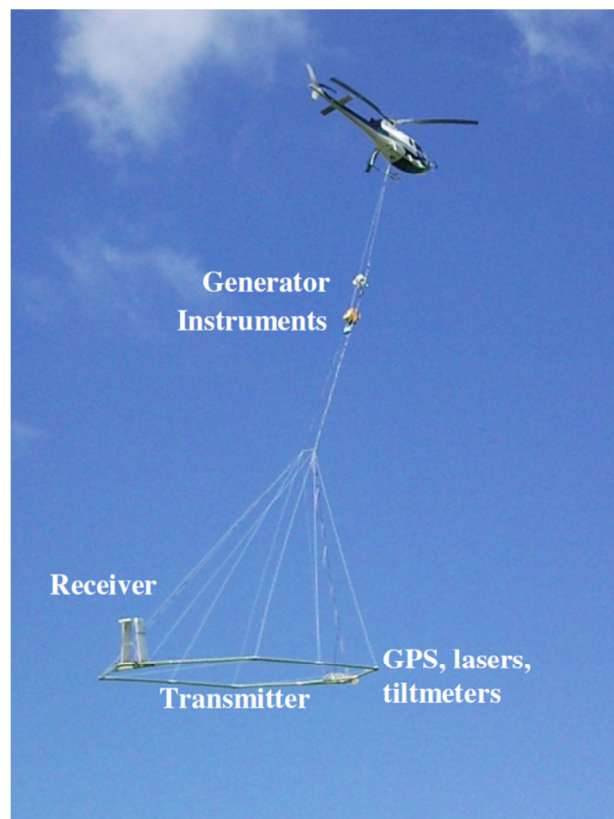 Generator
Instruments
Receiver
GPS, lasers,
tiltmeters
Transmitter